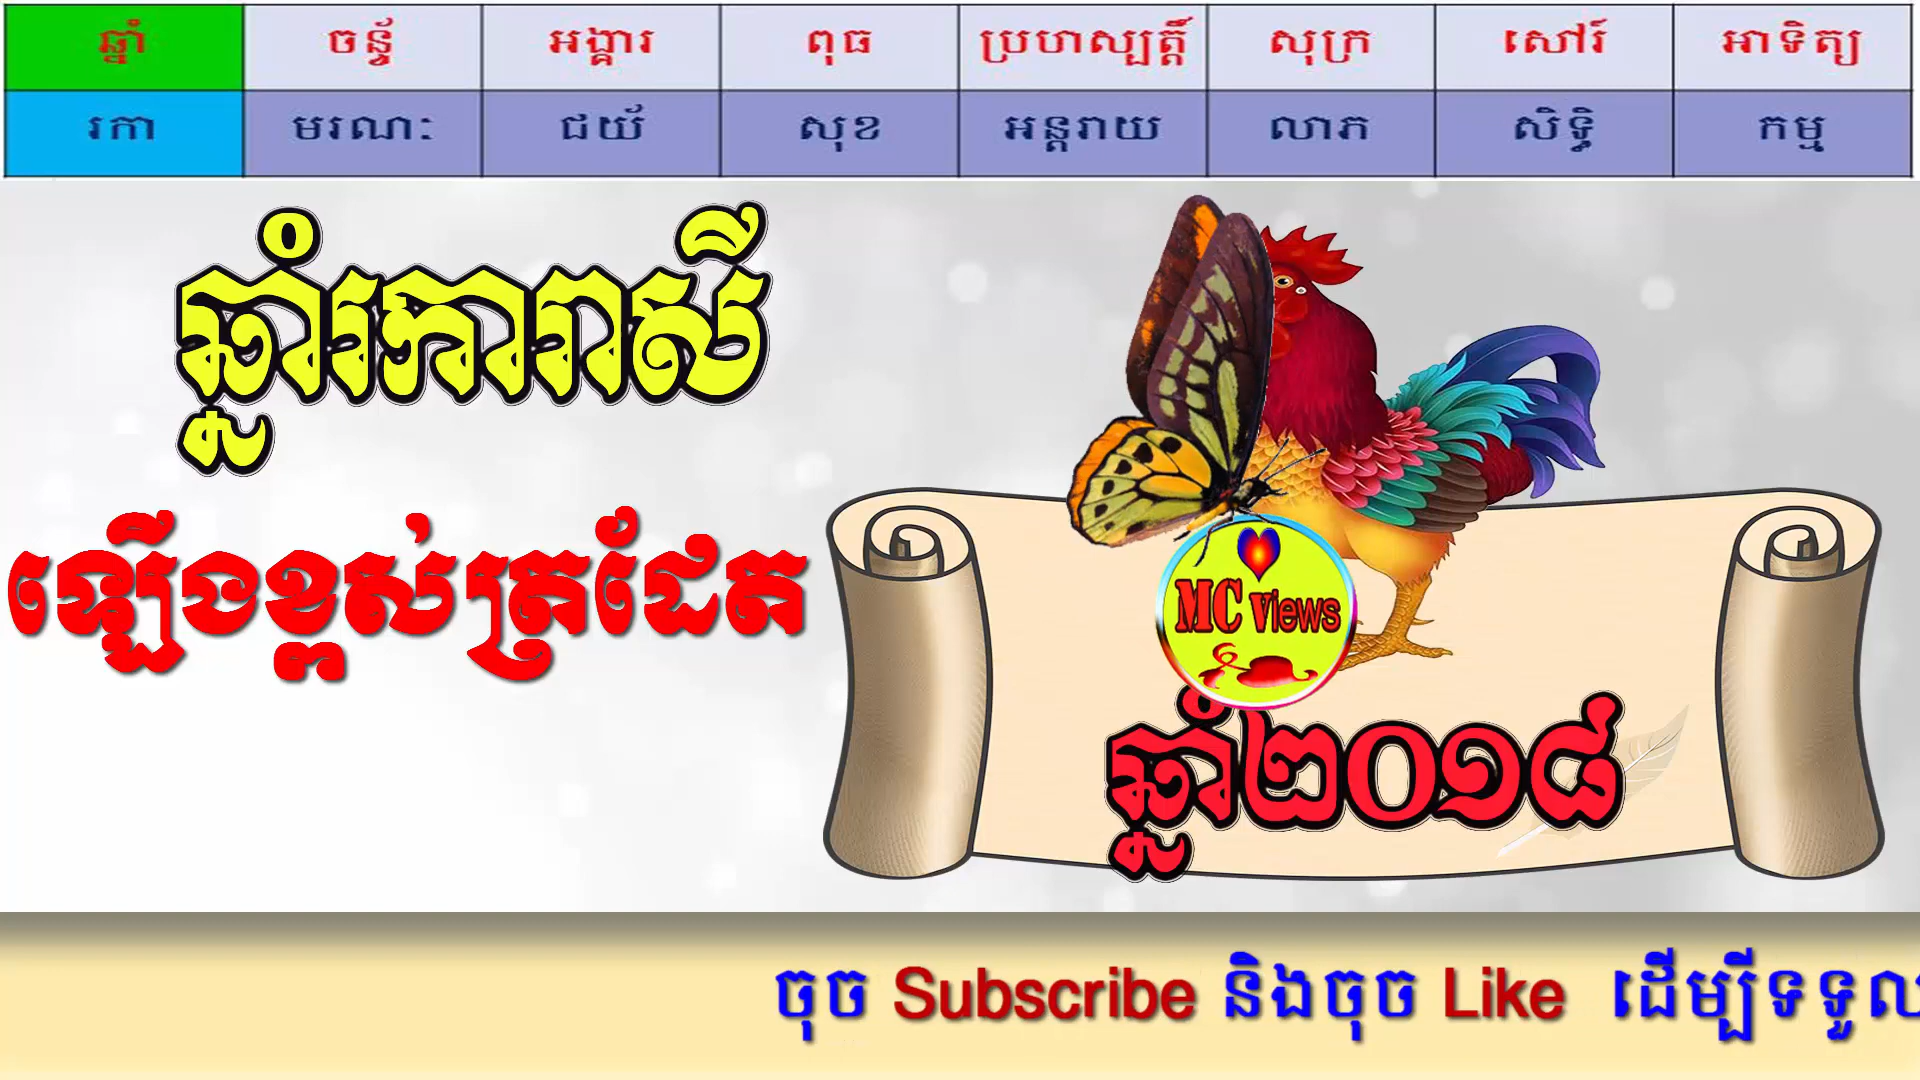 ឆ្នាំ ចន្ទ័ អង្គារ ពុធ ប្រហស្បត្តិ៍ សុក្រ សៅរ៍ អាទិត្យ
រកា មរណៈ ជយ័ សុខ អន្តរាយ លាភ សិទ្ធិ កម្ម
ឆ្នាំរការាសី
ឡើងខ្ពស់ត្រដែត
MC Views
ឆ្នាំ២០១៨
ចុច Subscribe និងចុច Like ដើម្បីទទួល